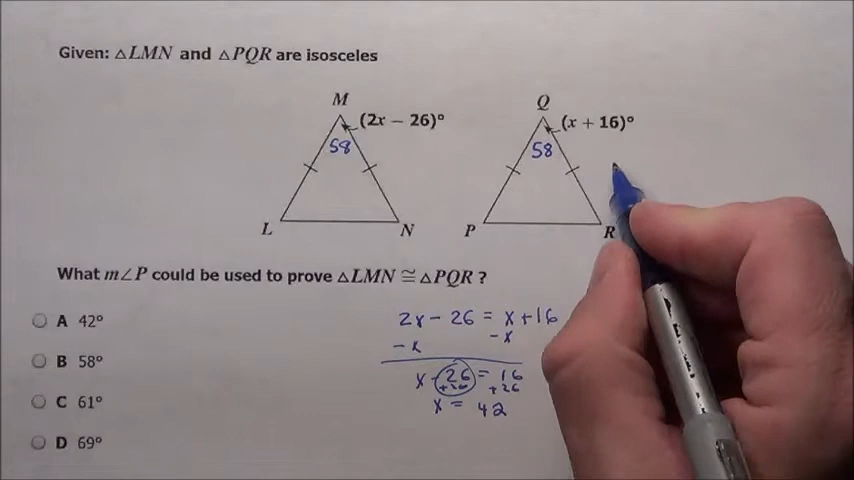 Given: △LMN and △PQR are isosceles
M
(2x − 26)°
58
L
N
Q
(x + 16)°
58
P
R
What m∠P could be used to prove △LMN ≅ △PQR ?
A 42°
B 58°
C 61°
D 69°
2x - 26 = x + 16
- x - x
x - 26 = 16
+26 +26
x = 42